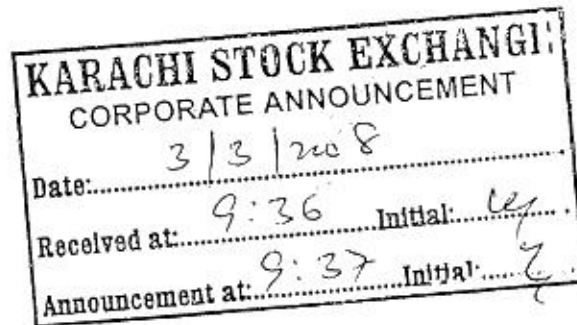 KARACHI STOCK EXCHANGE
CORPORATE ANNOUNCEMENT
Date: 3/3/2008
Received at: 9:36 Initial:
Announcement at: 9:37 Initial: